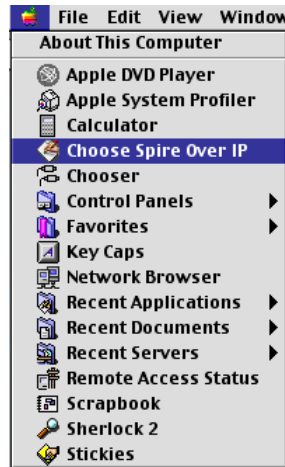 File Edit View Window
About This Computer
Apple DVD Player
Apple System Profiler
Calculator
Choose Spire Over IP
Chooser
Control Panels
Favorites
Key Caps
Network Browser
Recent Applications
Recent Documents
Recent Servers
Remote Access Status
Scrapbook
Sherlock 2
Stickies